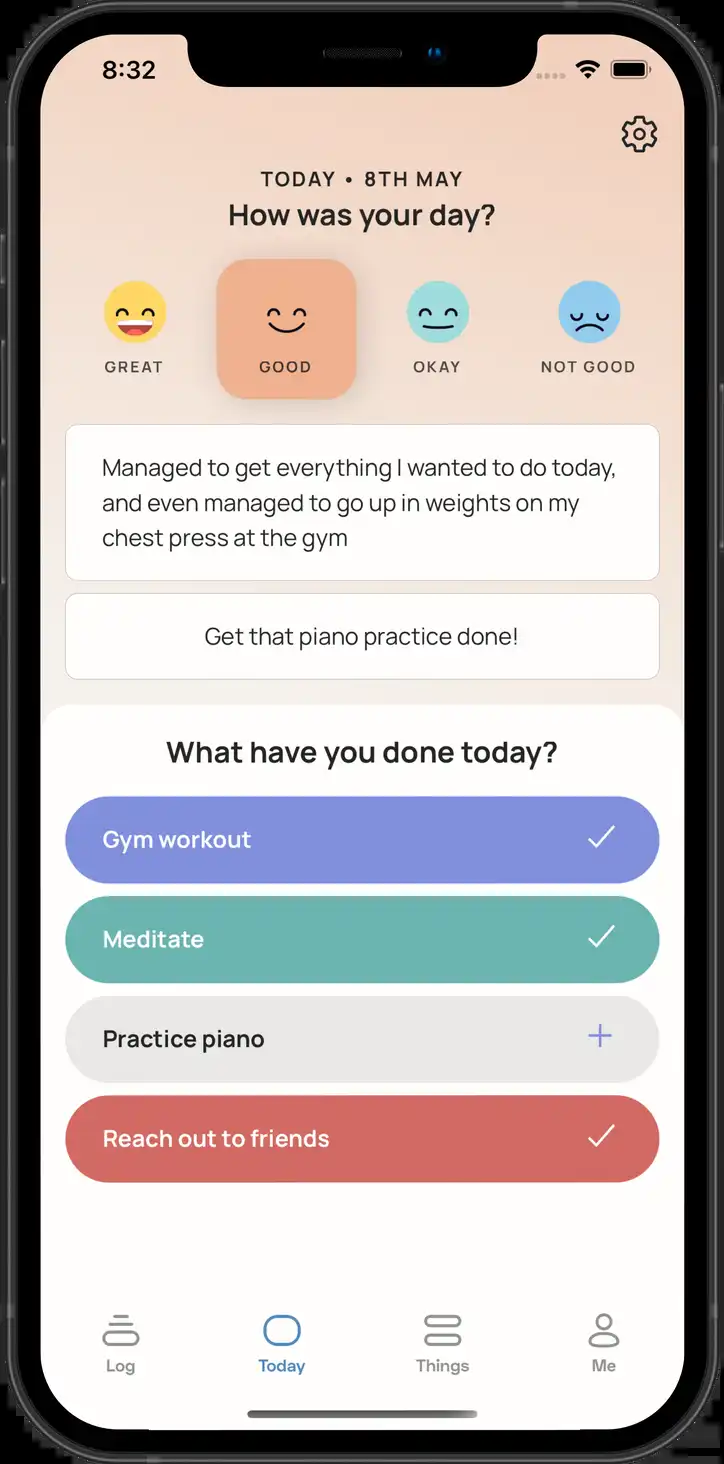 8:32
TODAY • 8TH MAY
How was your day?
GREAT
GOOD
OKAY
NOT GOOD
Managed to get everything I wanted to do today,
and even managed to go up in weights on my
chest press at the gym
Get that piano practice done!
What have you done today?
Gym workout
Meditate
Practice piano
Reach out to friends
Log
Today
Things
Me